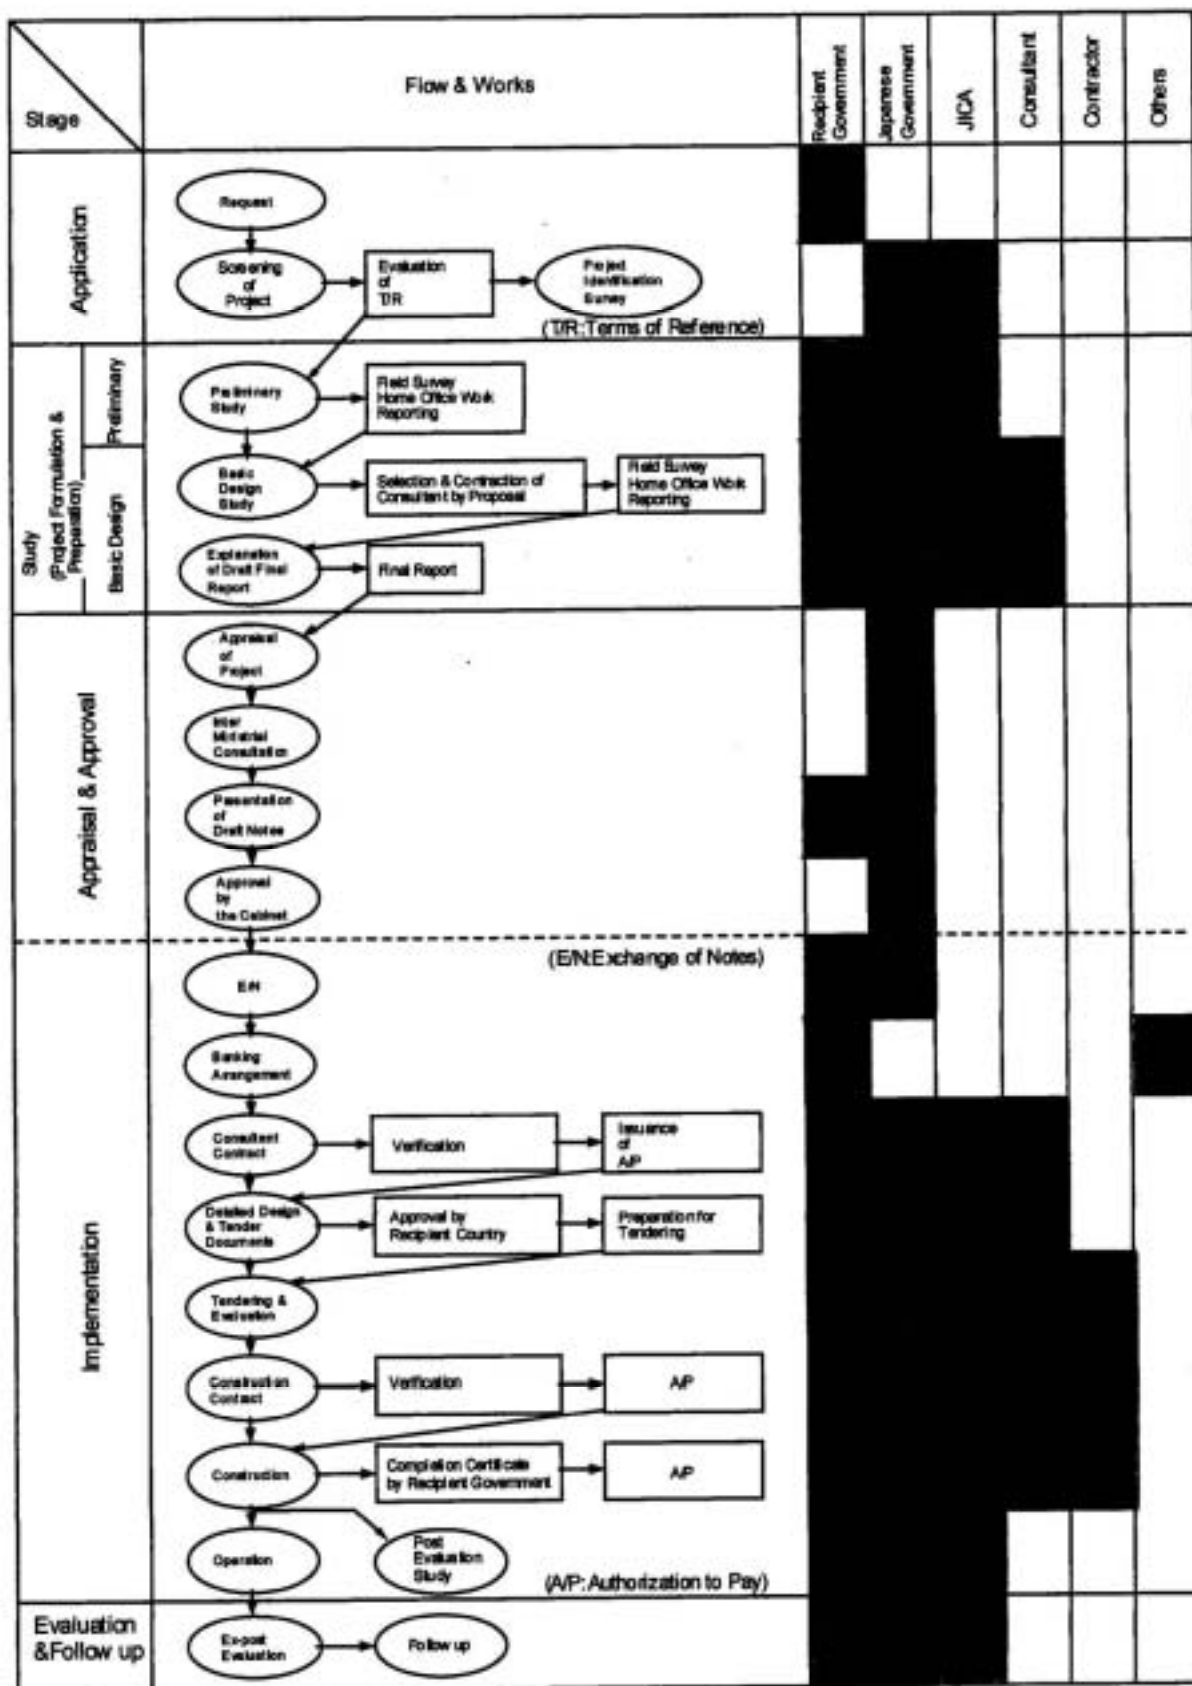 Stage
Flow & Works
Recipient
Government
Japanese
Government
JICA
Consultant
Contractor
Others
Application
Request
Screening
of
Project
Evaluation
of
T/R
Project
Identification
Survey
(T/R:Terms of Reference)
Study
(Project Formulation &
Preparation)
Preliminary
Preliminary
Study
Field Survey
Home Office Work
Reporting
Basic Design
Basic
Design
Study
Selection & Contraction of
Consultant by Proposal
Field Survey
Home Office Work
Reporting
Explanation
of Draft Final
Report
Final Report
Appraisal & Approval
Appraisal
of
Project
Inter
Ministrial
Consultation
Presentation
of
Draft Notes
Approval
by
the Cabinet
Implementation
(E/N:Exchange of Notes)
E/N
Banking
Arrangement
Consultant
Contract
Verification
Issuance
of
A/P
Detailed Design
& Tender
Documents
Approval by
Recipient Country
Preparation for
Tendering
Tendering &
Evaluation
Construction
Contract
Verification
A/P
Construction
Completion Certificate
by Recipient Government
A/P
Operation
Post
Evaluation
Study
(A/P:Authorization to Pay)
Evaluation
&Follow up
Ex-post
Evaluation
Follow up